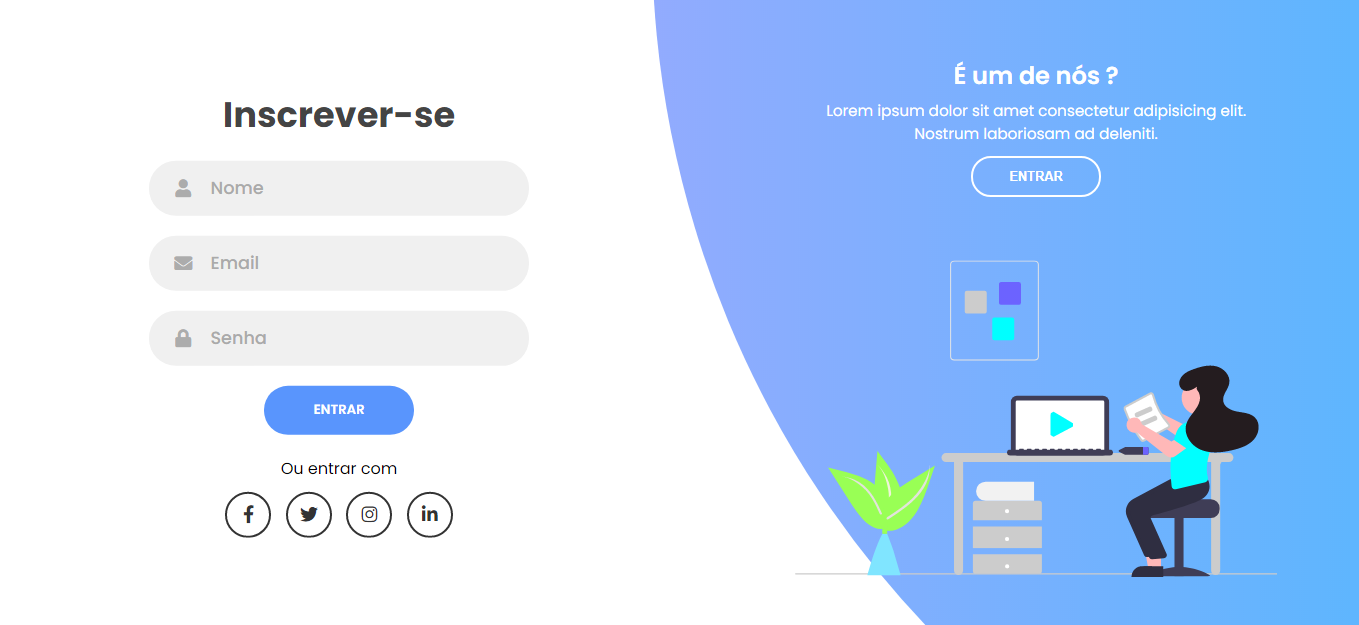 Inscrever-se
Nome
Email
Senha
ENTRAR
Ou entrar com
É um de nós ?
Lorem ipsum dolor sit amet consectetur adipisicing elit.
Nostrum laboriosam ad deleniti.
ENTRAR